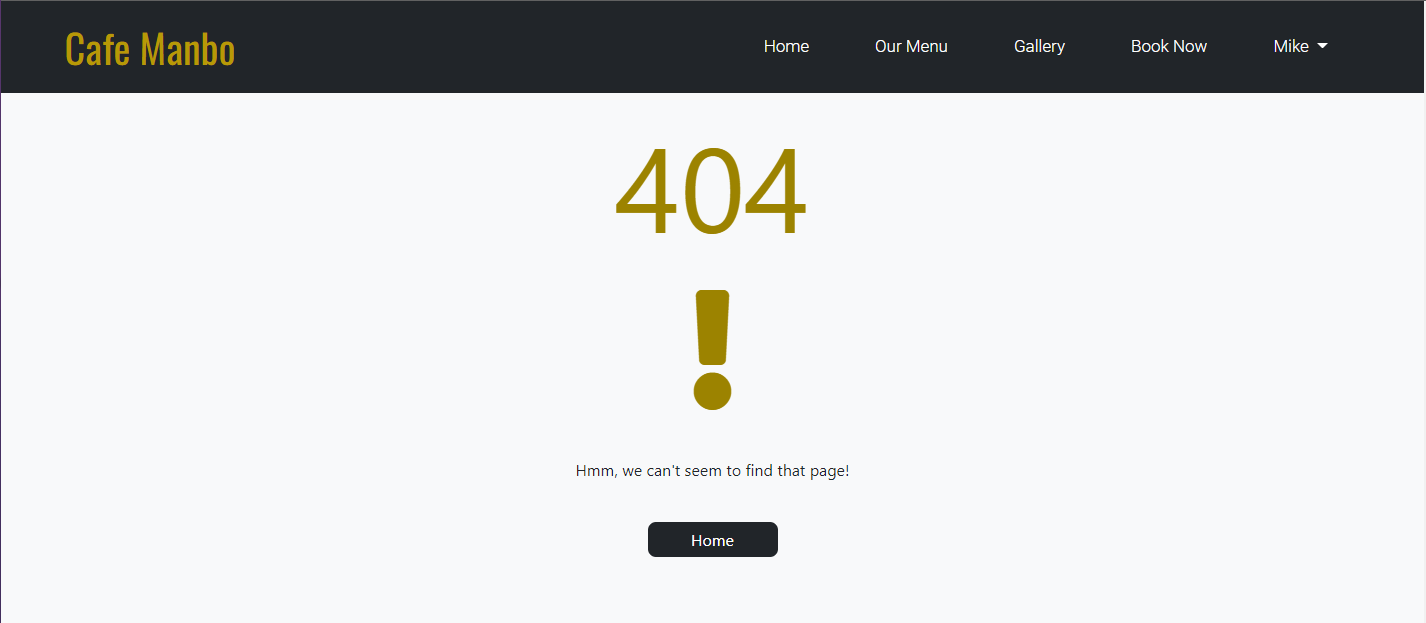 Cafe Manbo
Home
Our Menu
Gallery
Book Now
Mike
404
!
Hmm, we can't seem to find that page!
Home